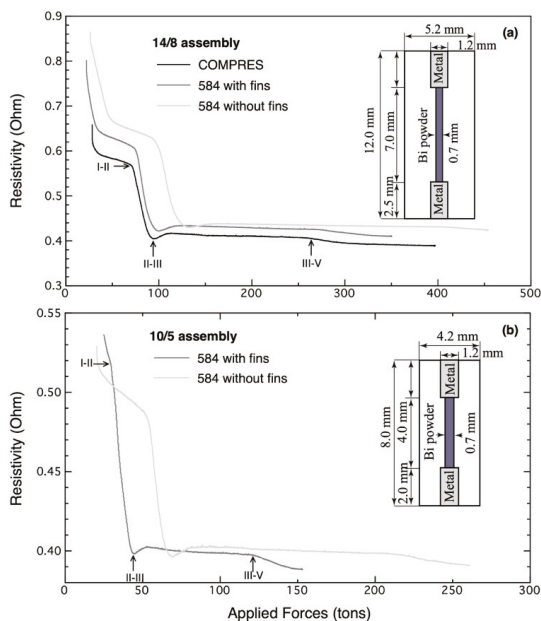 0.9
0.8
0.7
0.6
0.5
0.4
0.3
Resistivity (Ohm)
14/8 assembly
COMPRES
584 with fins
584 without fins
(a)
5.2 mm
1.2 mm
Metal
12.0 mm
7.0 mm
Bi powder
0.7 mm
2.5 mm
Metal
I-II
II-III
III-V
0 100 200 300 400 500
0.55
0.50
0.45
0.40
Resistivity (Ohm)
10/5 assembly
584 with fins
584 without fins
(b)
4.2 mm
1.2 mm
Metal
8.0 mm
4.0 mm
Bi powder
0.7 mm
2.0 mm
Metal
I-II
II-III
III-V
0 50 100 150 200 250 300
Applied Forces (tons)